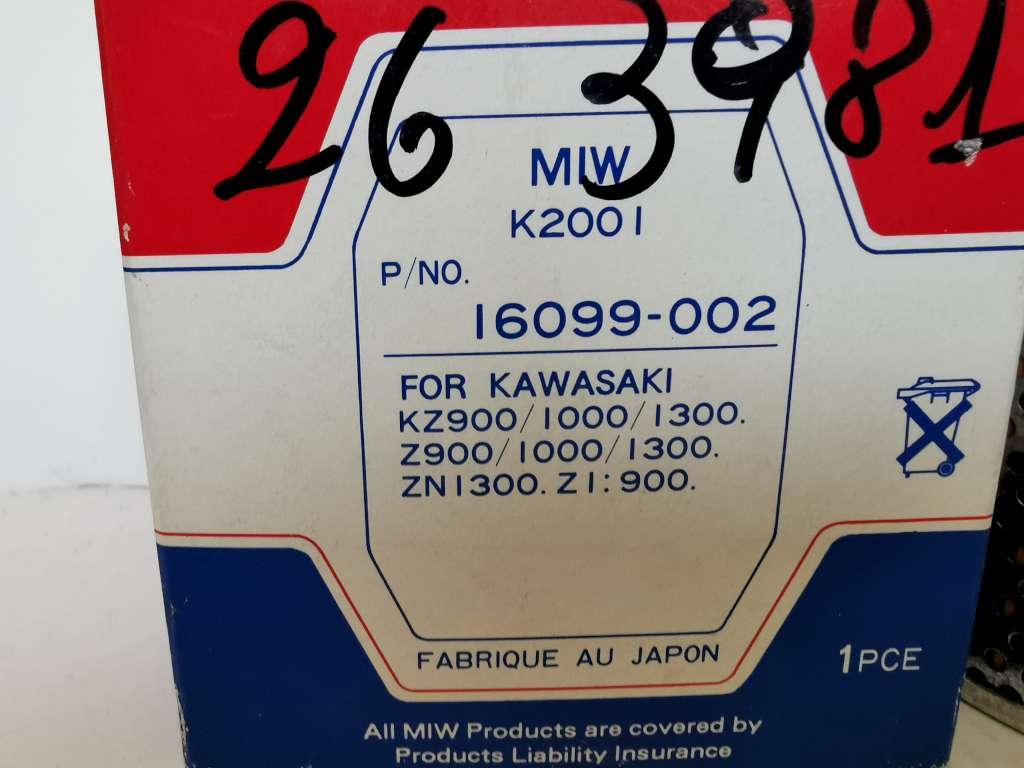 26 3981
MIW
K2001
P/NO.
16099-002
FOR KAWASAKI
KZ900/1000/1300.
Z900/1000/1300.
ZN1300. Z1:900.
FABRIQUE AU JAPON
1PCE
All MIW Products are covered by
Products Liability Insurance